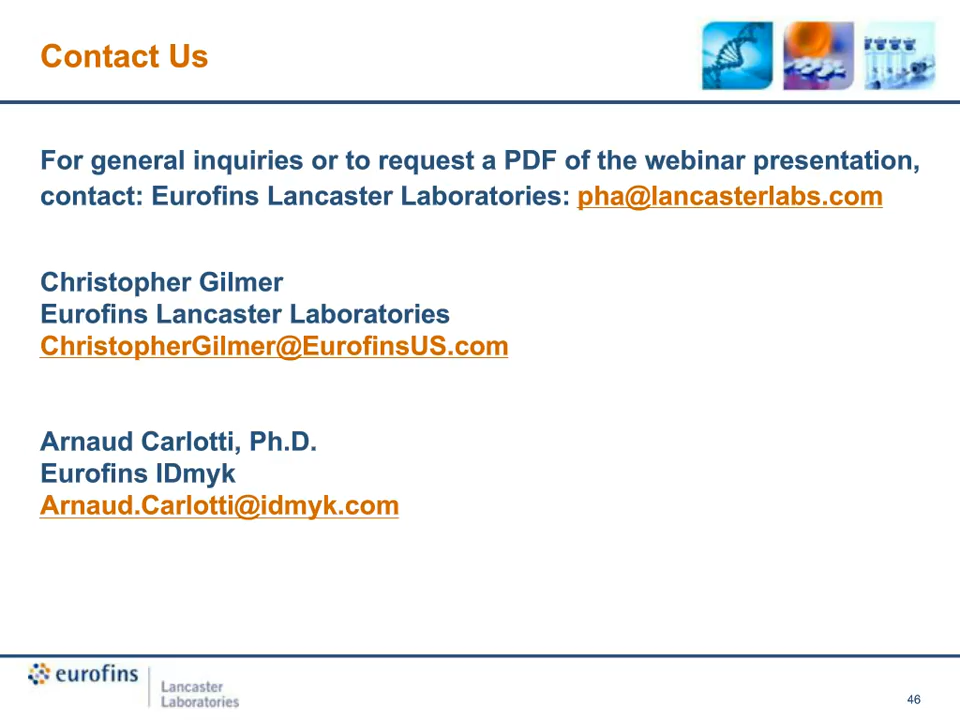 Contact Us
For general inquiries or to request a PDF of the webinar presentation,
contact: Eurofins Lancaster Laboratories: pha@lancasterlabs.com
Christopher Gilmer
Eurofins Lancaster Laboratories
ChristopherGilmer@EurofinsUS.com
Arnaud Carlotti, Ph.D.
Eurofins IDmyk
Arnaud.Carlotti@idmyk.com
eurofins
Lancaster
Laboratories
46